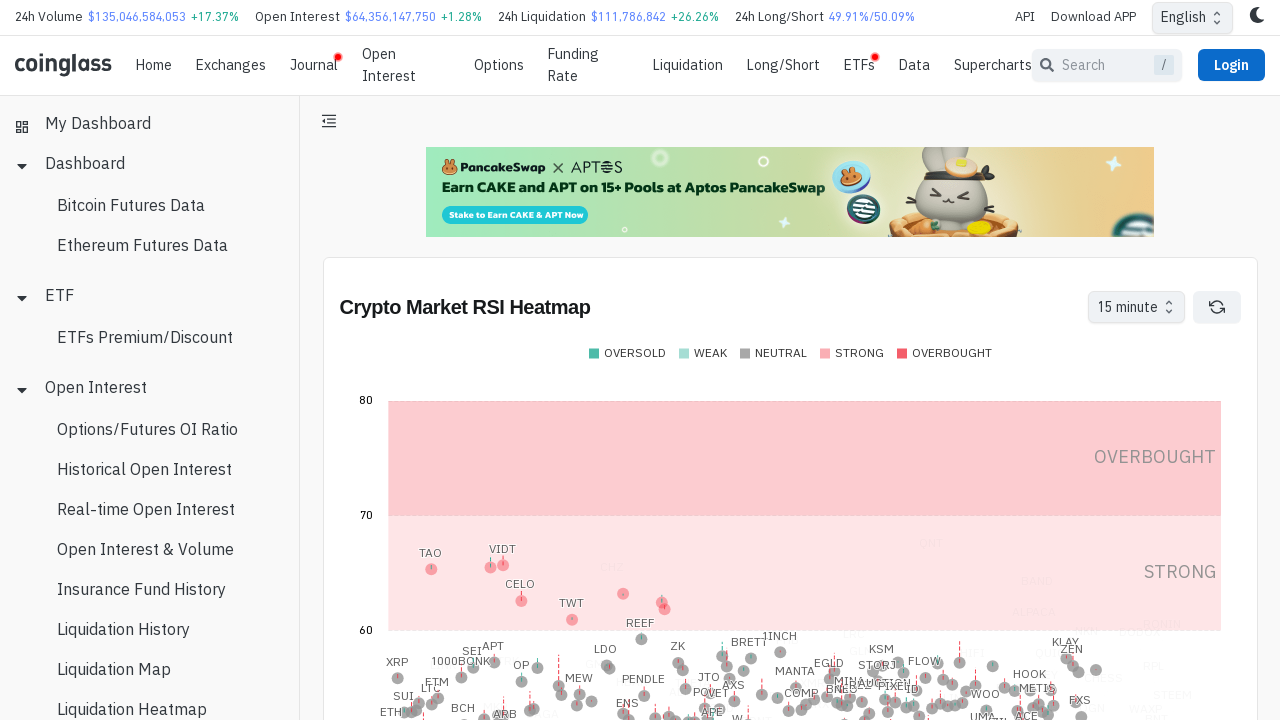 24h Volume $135,046,584,053 +17.37% Open Interest $64,356,147,750 +1.28% 24h Liquidation $111,786,842 +26.26% 24h Long/Short 49.91%/50.09% API Download APP English
coinglass Home Exchanges Journal Open Interest Options Funding Rate Liquidation Long/Short ETFs Data Supercharts Search / Login
My Dashboard
Dashboard
Bitcoin Futures Data
Ethereum Futures Data
ETF
ETFs Premium/Discount
Open Interest
Options/Futures OI Ratio
Historical Open Interest
Real-time Open Interest
Open Interest & Volume
Insurance Fund History
Liquidation History
Liquidation Map
Liquidation Heatmap
PancakeSwap × APTOS
Earn CAKE and APT on 15+ Pools at Aptos PancakeSwap
Stake to Earn CAKE & APT Now
Crypto Market RSI Heatmap
15 minute
OVERSOLD WEAK NEUTRAL STRONG OVERBOUGHT
80
OVERBOUGHT
70
TAO VIDT
STRONG
CELO
TWT
REEF
60
1INCH
APT LDO ZK BRETT KLAY
SEI ZEN
XRP 1000BONK OP EGLD STORJ KSM FLOW
MEW PENDLE JTO AXS MANTA HOOK
SUI LTC ETM POVET COMP METIS
ETH BCH ARB ENS APE PIXEL ID WOO FXS
UMA ACE